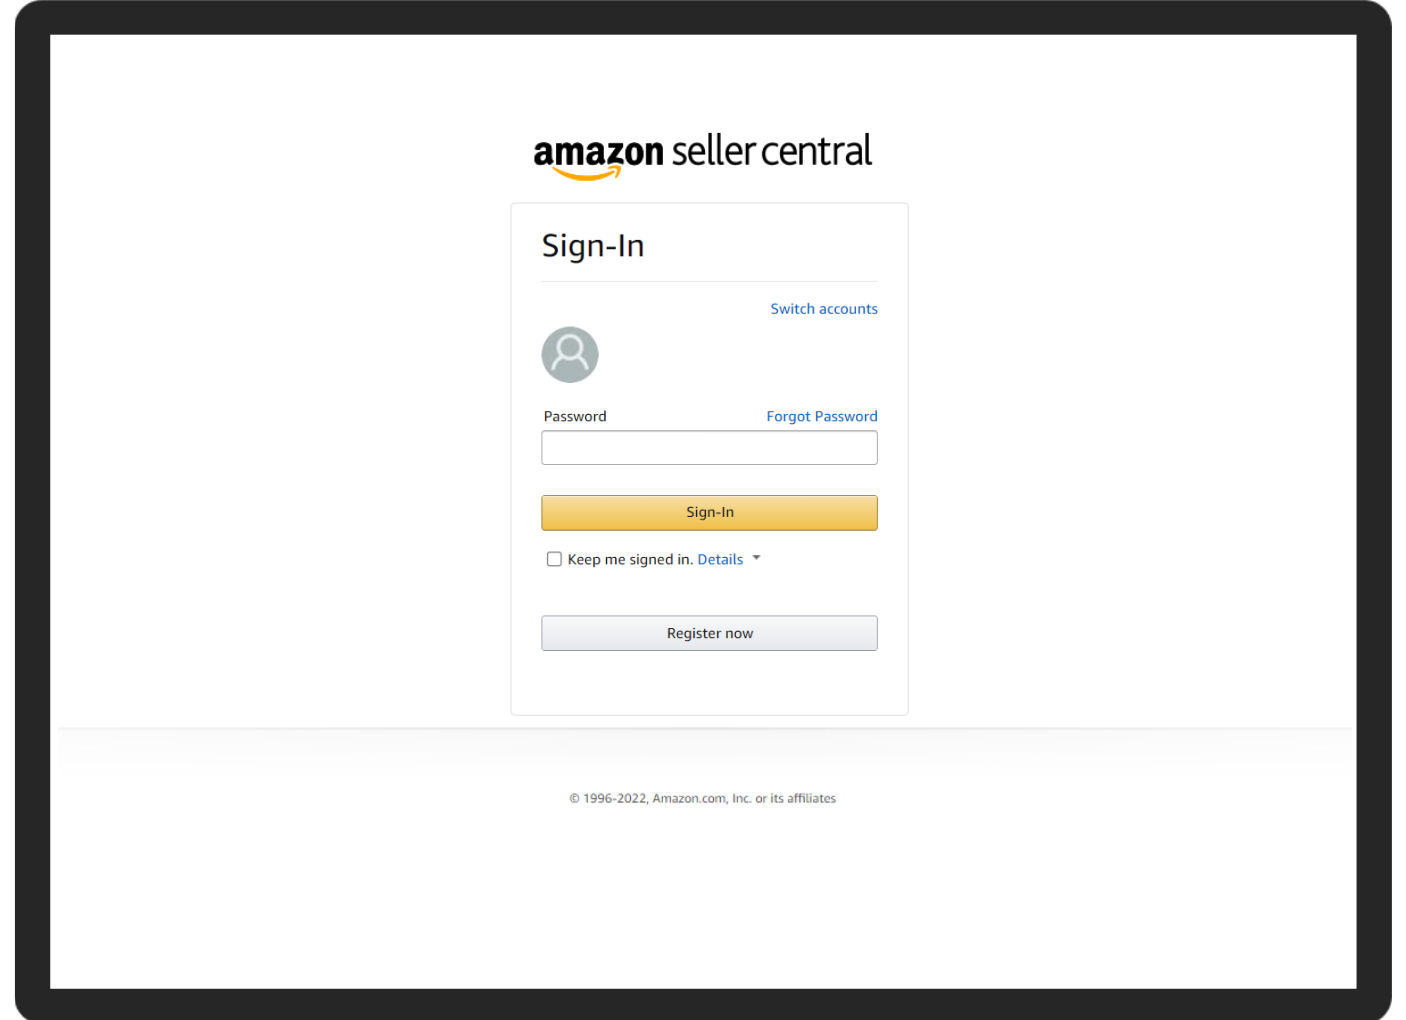 amazon seller central
Sign-In
Switch accounts
Password Forgot Password
Sign-In
Keep me signed in. Details
Register now
© 1996-2022, Amazon.com, Inc. or its affiliates